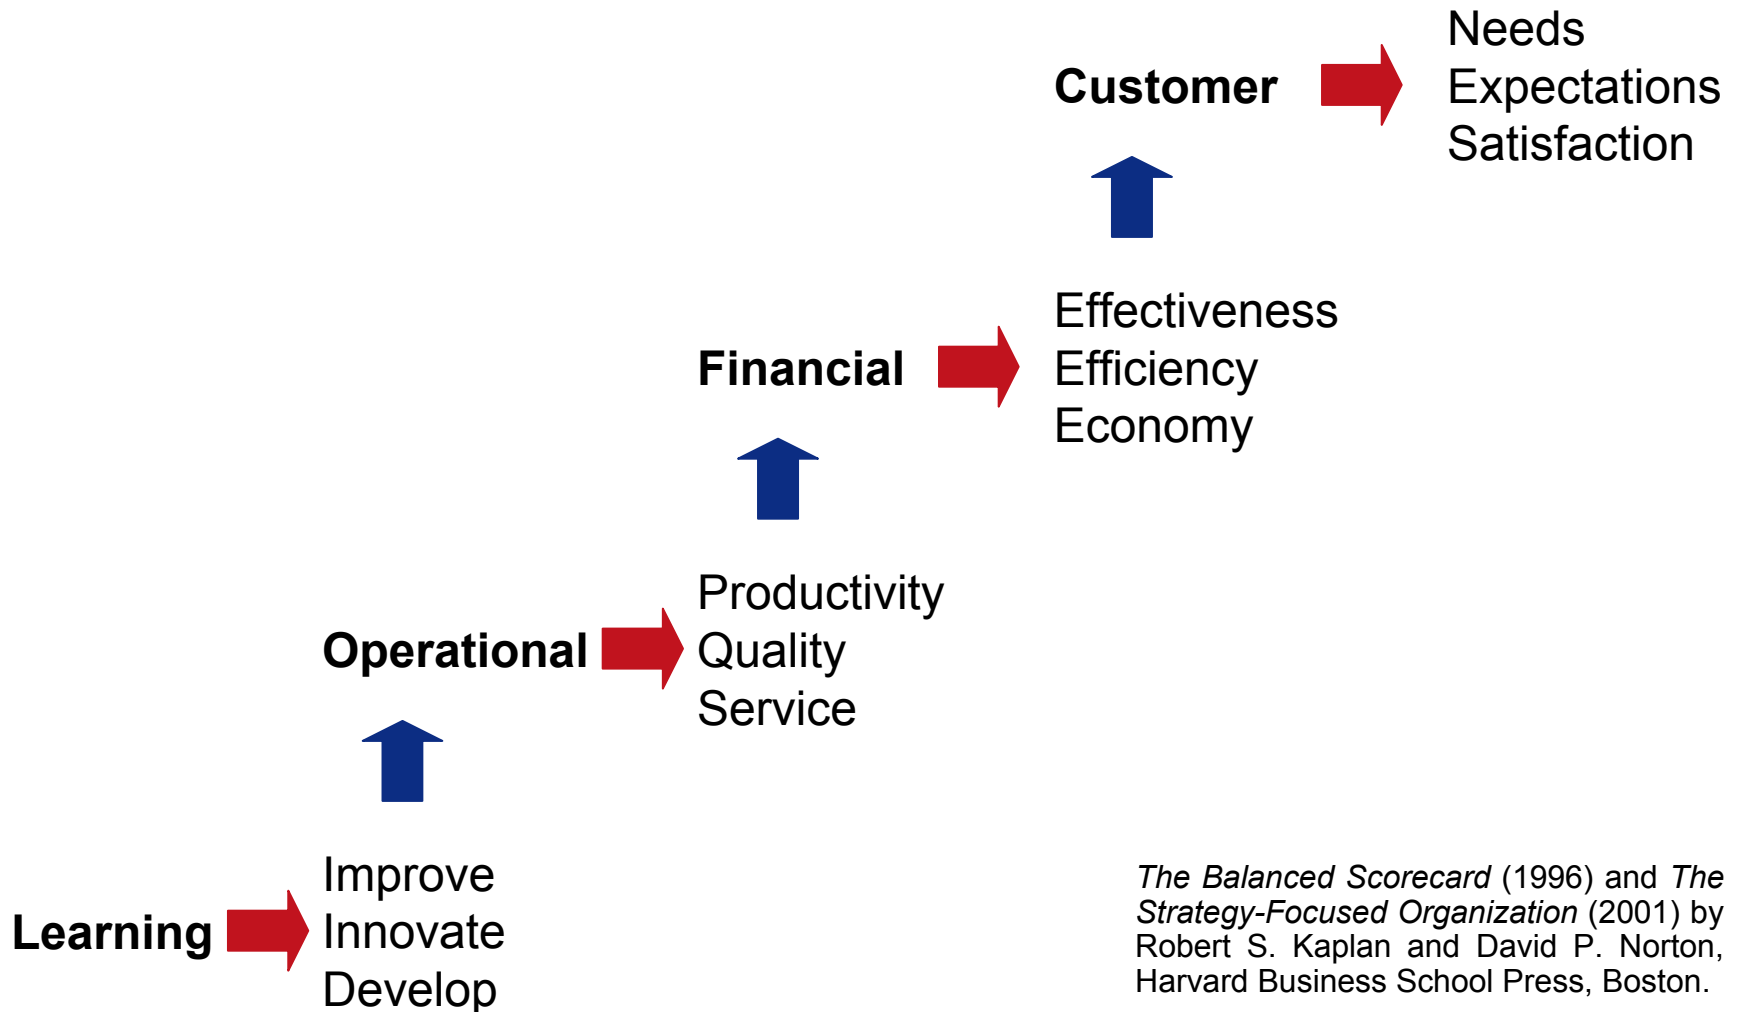 Needs
Customer
Expectations
Satisfaction
Effectiveness
Financial
Efficiency
Economy
Productivity
Operational
Quality
Service
Improve
Learning
Innovate
Develop
The Balanced Scorecard (1996) and The
Strategy-Focused Organization (2001) by
Robert S. Kaplan and David P. Norton,
Harvard Business School Press, Boston.